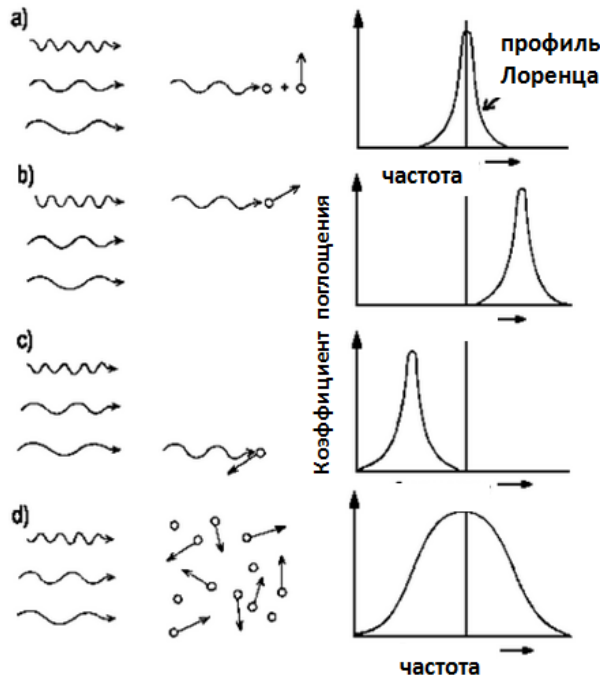 a)
профиль
Лоренца
частота
b)
Коэффициент поглощения
c)
d)
частота